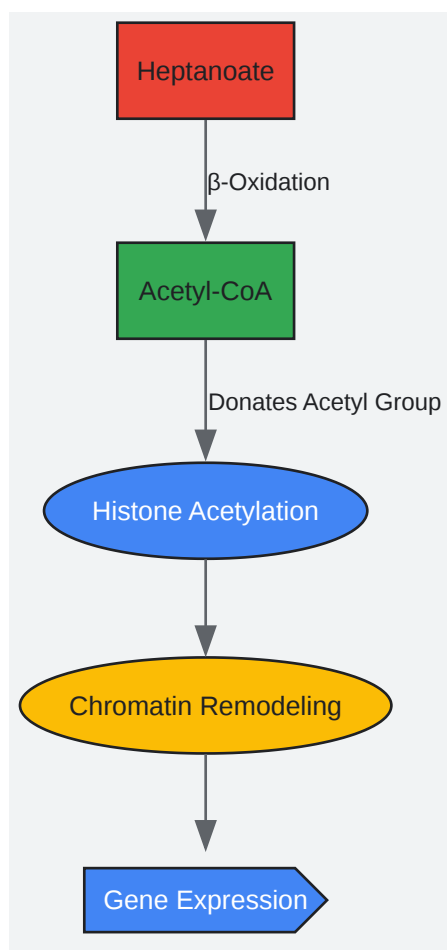 Heptanoate
β-Oxidation
Acetyl-CoA
Donates Acetyl Group
Histone Acetylation
Chromatin Remodeling
Gene Expression